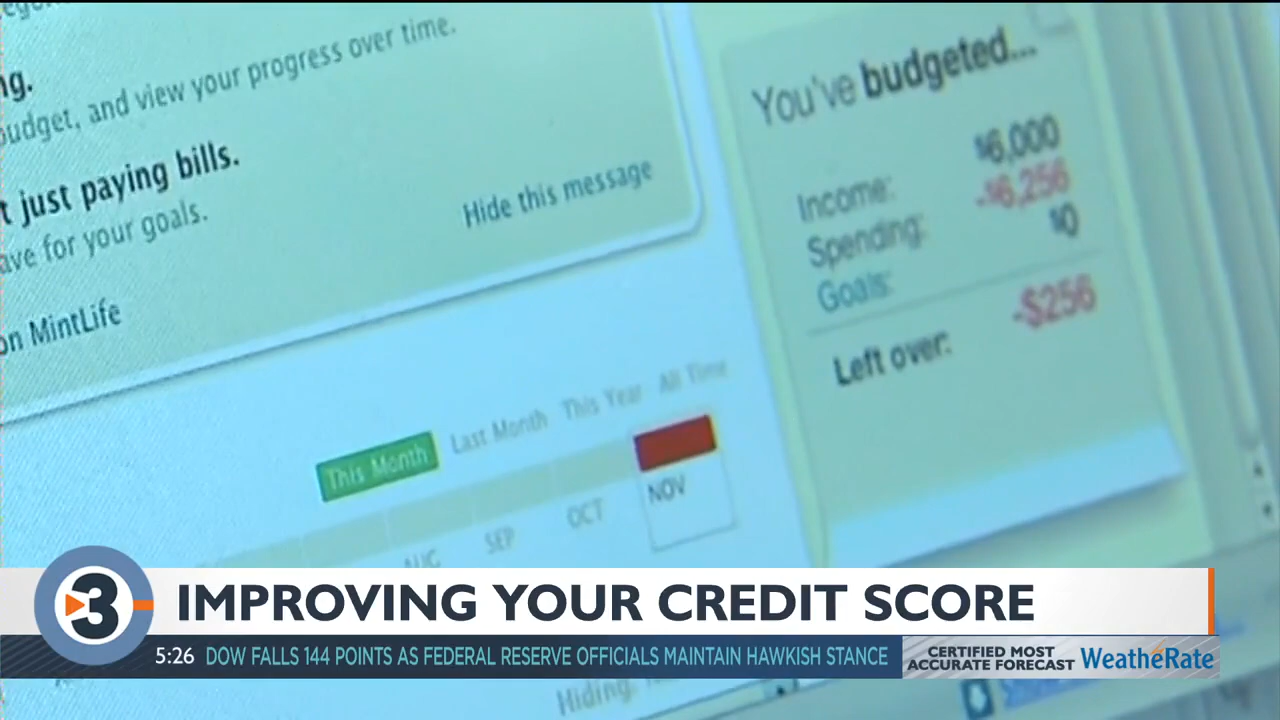 ng.
budget, and view your progress over time.
t just paying bills.
ave for your goals.
Hide this message
on MintLife
You've budgeted...
$6,000
Income:
-$6,256
Spending:
$0
Goals:
-$256
Left over:
This Month
Last Month
This Year
All Time
AUG
SEP
OCT
NOV
3
IMPROVING YOUR CREDIT SCORE
5:26
DOW FALLS 144 POINTS AS FEDERAL RESERVE OFFICIALS MAINTAIN HAWKISH STANCE
CERTIFIED MOST
ACCURATE FORECAST
WeatheRate
Hiding: